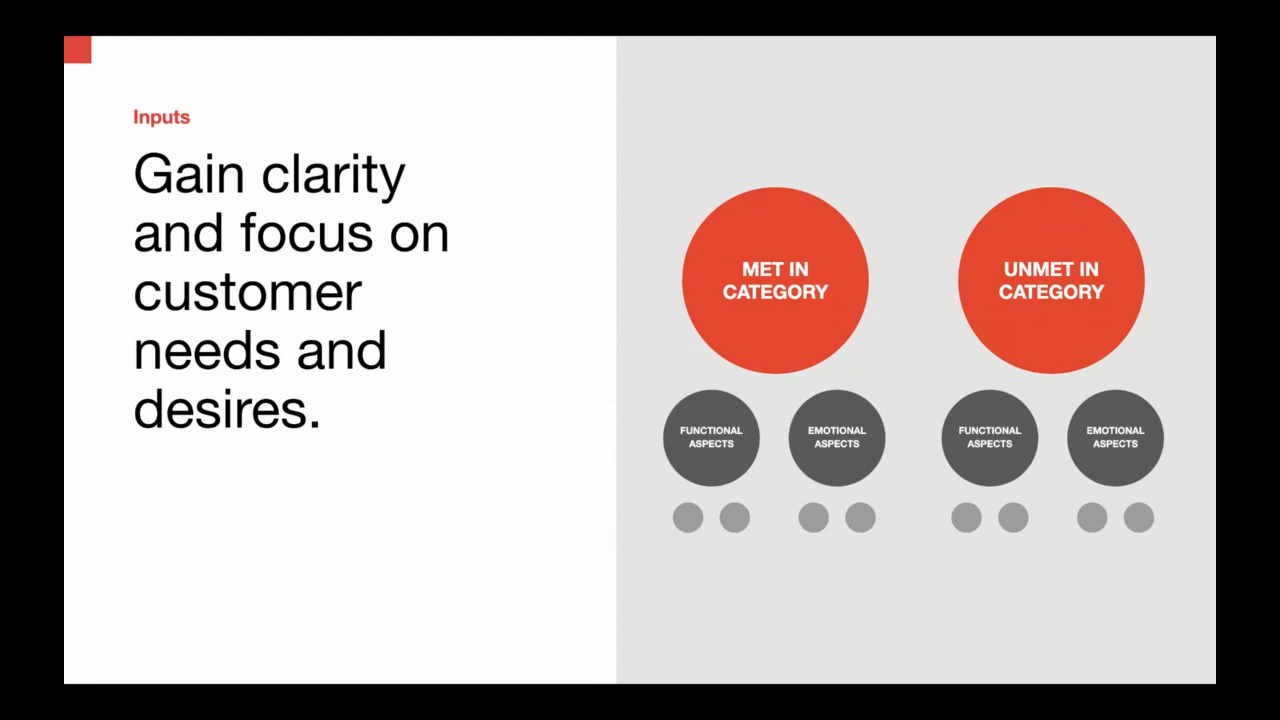 Inputs
Gain clarity
and focus on
customer
needs and
desires.
MET IN
CATEGORY
UNMET IN
CATEGORY
FUNCTIONAL
ASPECTS
EMOTIONAL
ASPECTS
FUNCTIONAL
ASPECTS
EMOTIONAL
ASPECTS